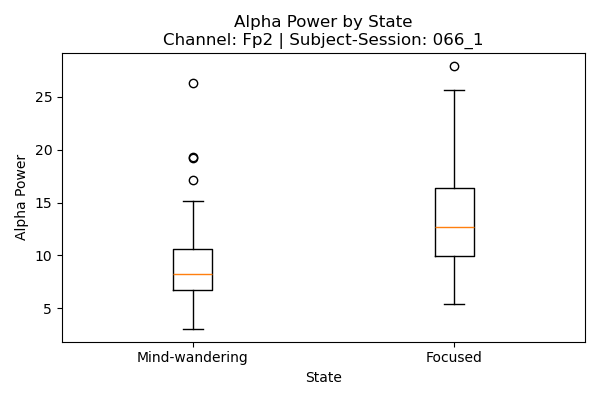 Alpha Power by State
Channel: Fp2 | Subject-Session: 066_1
Alpha Power
25
20
15
10
5
Mind-wandering
Focused
State